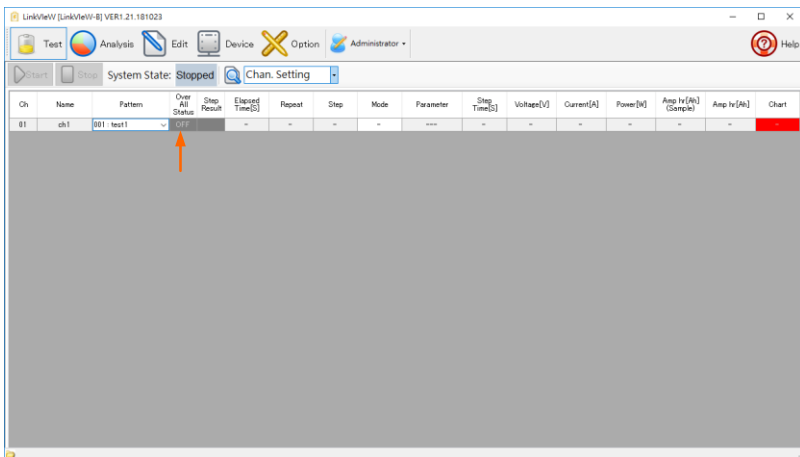 LinkVIeW [LinkVIeW-B] VER1.21.181023
Test Analysis Edit Device Option Administrator Help
Start Stop System State: Stopped Chan. Setting
Ch Name Pattern Over All Status Step Result Elapsed Time[S] Repeat Step Mode Parameter Step Time[S] Voltage[V] Current[A] Power[W] Amp hr[Ah] (Sample) Amp hr[Ah] Chart
01 ch1 001 : test1 OFF - - - - --- - - - - - - -